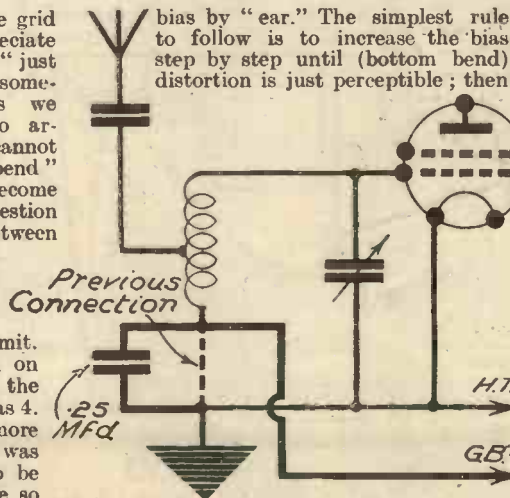 e grid
reciate
" just
some-
s we
o ar-
cannot
bend "
ecome
estion
tween
mit.
on
the
as 4.
more
was
o be
e so
bias by " ear." The simplest rule
to follow is to increase the bias
step by step until (bottom bend)
distortion is just perceptible ; then
Previous
Connection
.25
Mfd
H.T.
G.B.